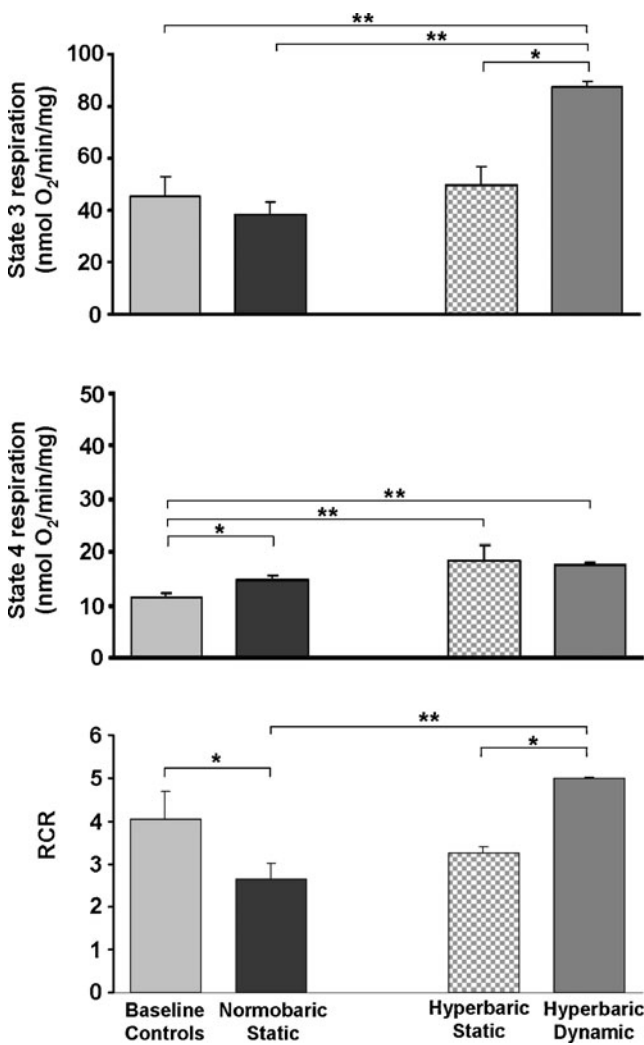 **
**
*
State 3 respiration
(nmol O2/min/mg)
100
80
60
40
20
0
State 4 respiration
(nmol O2/min/mg)
50
40
30
20
10
0
**
**
*
RCR
6
5
4
3
2
1
0
**
*
*
Baseline
Controls
Normobaric
Static
Hyperbaric
Static
Hyperbaric
Dynamic